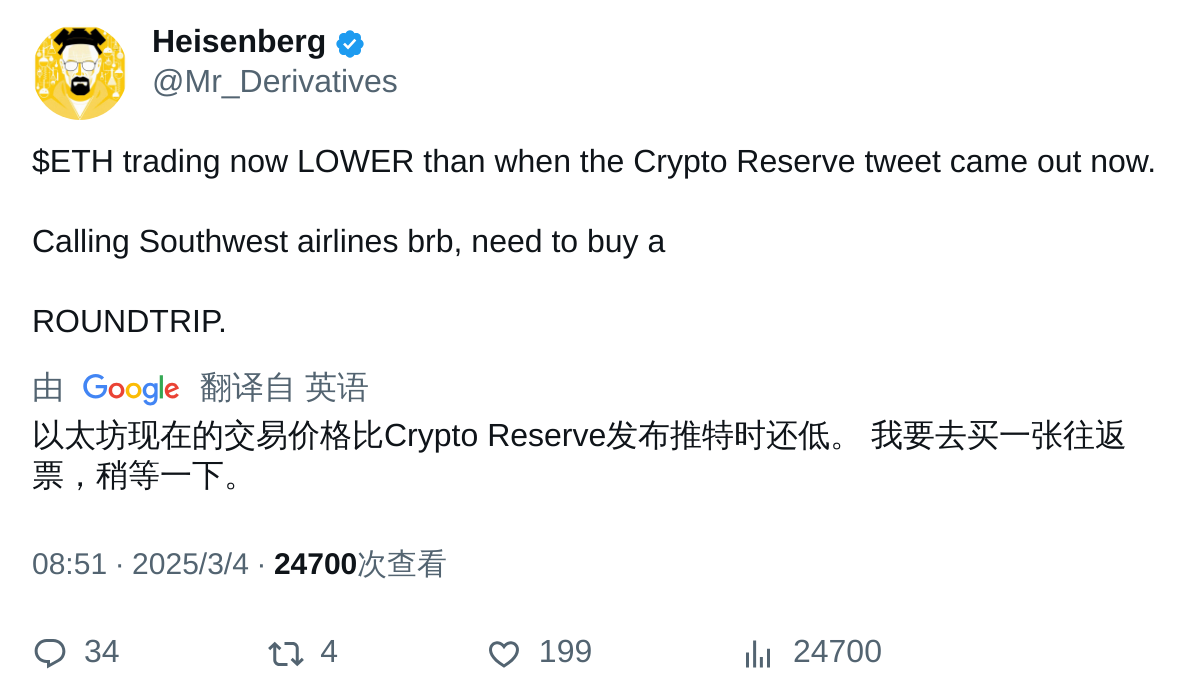 Heisenberg
@Mr_Derivatives
$ETH trading now LOWER than when the Crypto Reserve tweet came out now.
Calling Southwest airlines brb, need to buy a
ROUNDTRIP.
由 Google 翻译自 英语
以太坊现在的交易价格比Crypto Reserve发布推特时还低。 我要去买一张往返
票，稍等一下。
08:51 · 2025/3/4 · 24700次查看
34 4 199 24700